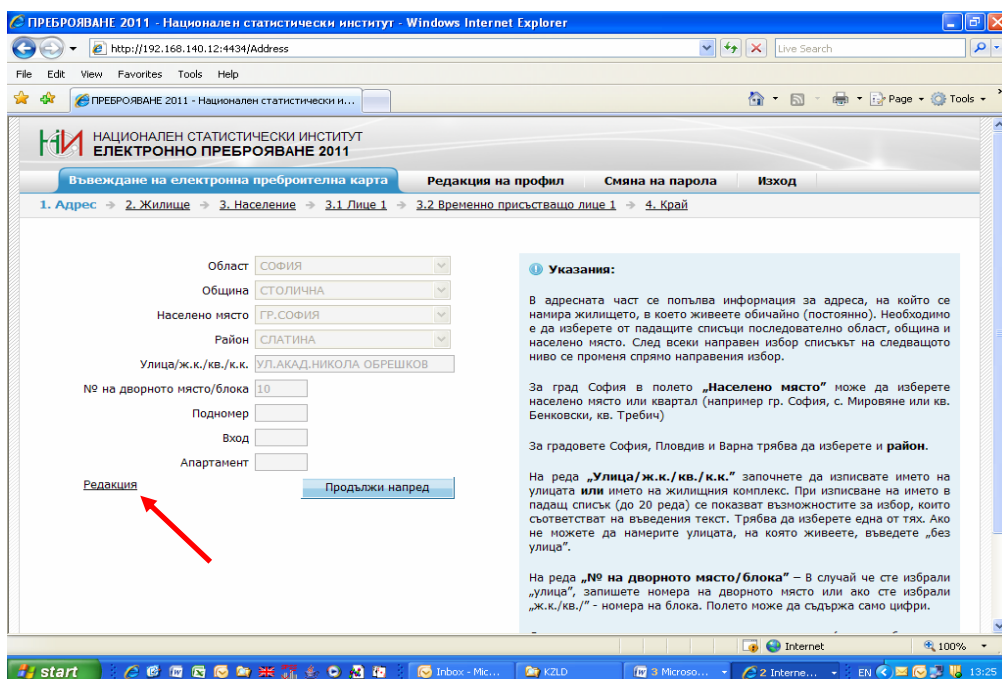 ПРЕБРОЯВАНЕ 2011 - Национален статистически институт - Windows Internet Explorer
http://192.168.140.12:4434/Address
Live Search
File Edit View Favorites Tools Help
ПРЕБРОЯВАНЕ 2011 - Национален статистически и...
Page Tools
НАЦИОНАЛЕН СТАТИСТИЧЕСКИ ИНСТИТУТ
ЕЛЕКТРОННО ПРЕБРОЯВАНЕ 2011
Въвеждане на електронна преброителна карта Редакция на профил Смяна на парола Изход
1. Адрес → 2. Жилище → 3. Население → 3.1 Лице 1 → 3.2 Временно присъстващо лице 1 → 4. Край
Област СОФИЯ
Община СТОЛИЧНА
Населено място ГР.СОФИЯ
Район СЛАТИНА
Улица/ж.к./кв./к.к. УЛ.АКАД.НИКОЛА ОБРЕШКОВ
№ на дворното място/блока 10
Подномер
Вход
Апартамент
Редакция Продължи напред
Указания:
В адресната част се попълва информация за адреса, на който се
намира жилището, в което живеете обичайно (постоянно). Необходимо
е да изберете от падащите списъци последователно област, община и
населено място. След всеки направен избор списъкът на следващото
ниво се променя спрямо направения избор.
За град София в полето „Населено място" може да изберете
населено място или квартал (например гр. София, с. Мировяне или кв.
Бенковски, кв. Требич)
За градовете София, Пловдив и Варна трябва да изберете и район.
На реда „Улица/ж.к./кв./к.к." започнете да изписвате името на
улицата или името на жилищния комплекс. При изписване на името в
падащ списък (до 20 реда) се показват възможностите за избор, които
съответстват на въведения текст. Трябва да изберете една от тях. Ако
не можете да намерите улицата, на която живеете, въведете „без
улица".
На реда „№ на дворното място/блока" – В случай че сте избрали
„улица", запишете номера на дворното място или ако сте избрали
„ж.к./кв./" - номера на блока. Полето може да съдържа само цифри.
Internet 100%
start Inbox - Mic... KZLD 3 Microso... 2 Interne... EN 13:25